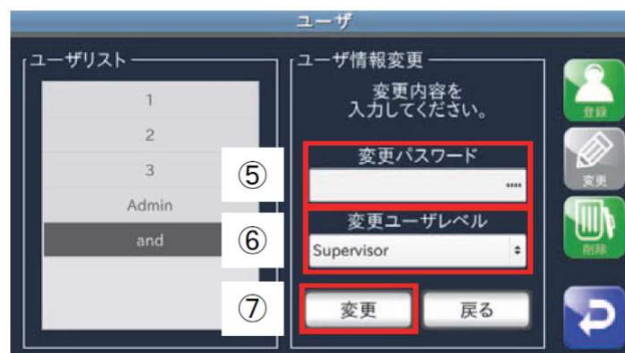 ユーザ
ユーザリスト
1
2
3
Admin
and
ユーザ情報変更
変更内容を
入力してください。
⑤
変更パスワード
****
⑥
変更ユーザレベル
Supervisor
⑦
変更
戻る
登録
変更
削除